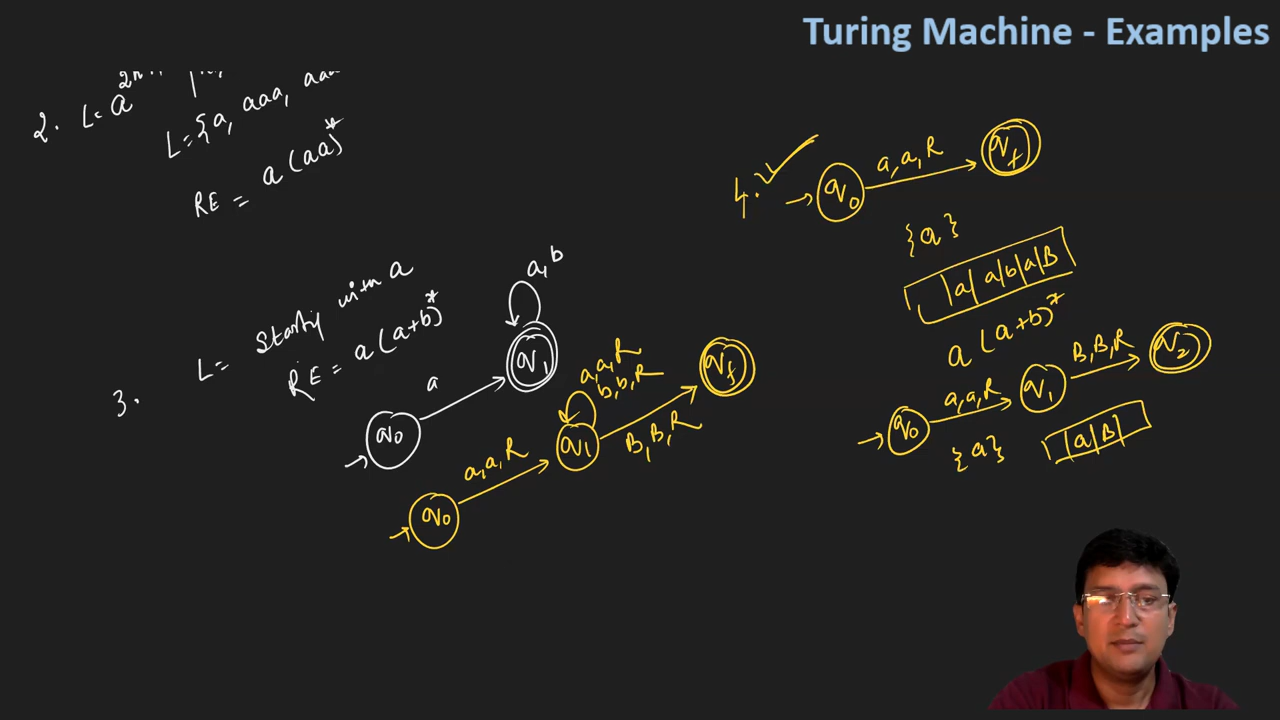 Turing Machine - Examples
2. L=a
L={a, aaa, aaa
RE = a(aa)*
3. L= Starting with a
RE = a(a+b)*
a
a,b
q0
q1
a,a,R
a,a,R
b,b,R
B,B,R
q0
q1
qf
4.
q0
a,a,R
qf
{a}
|a|a|b|a|B
a(a+b)*
q0
a,a,R
q1
B,B,R
q2
{a}
|a|B|